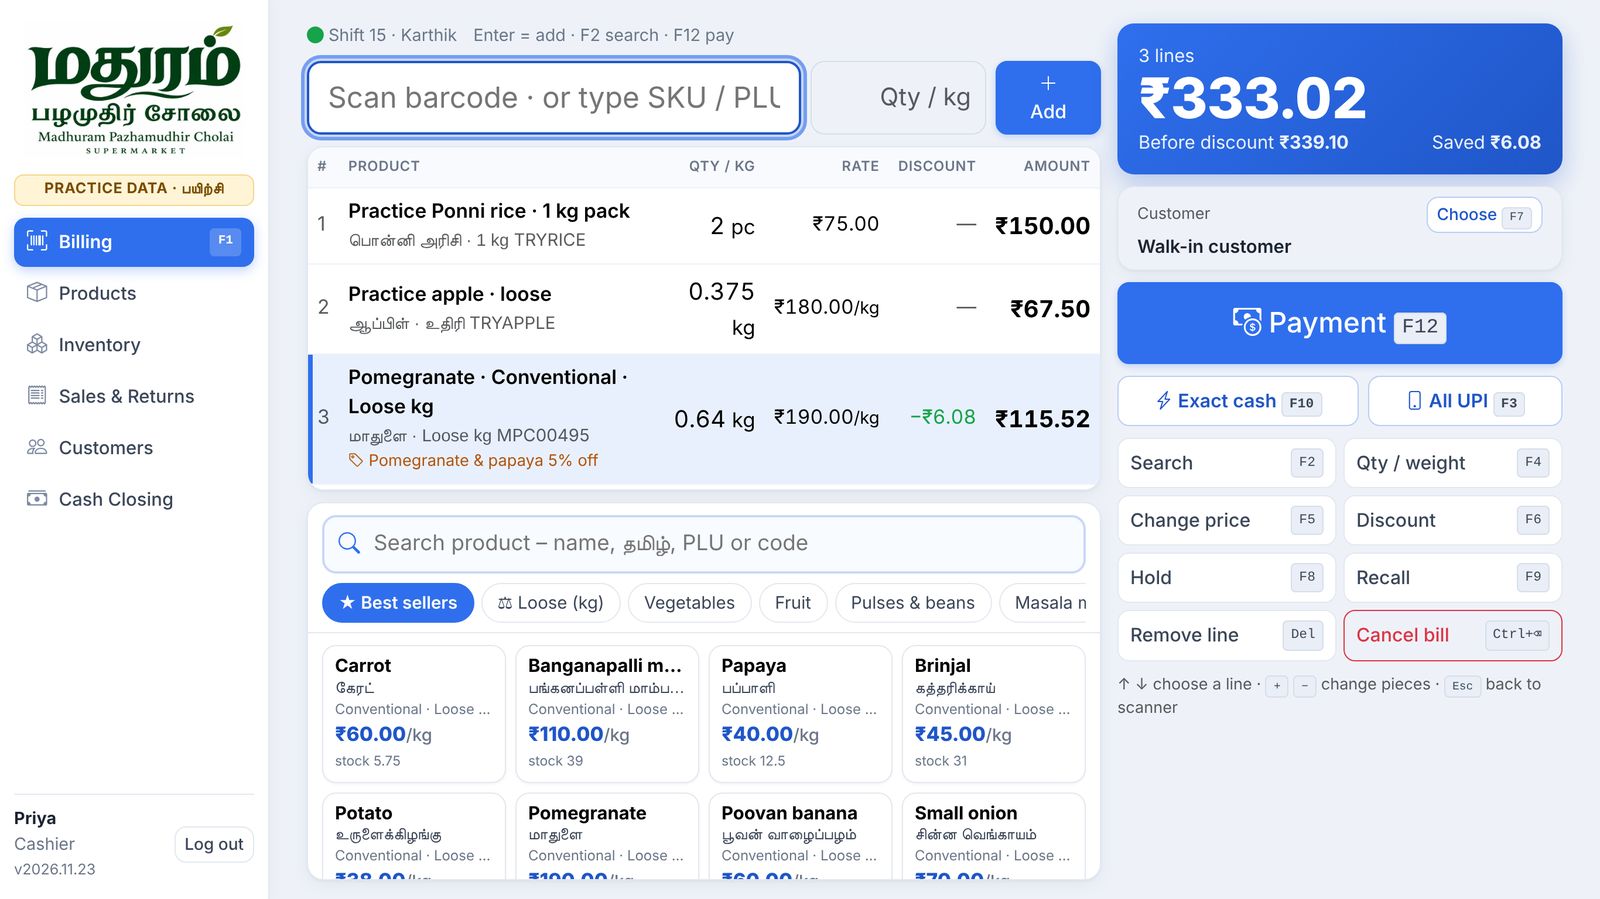 மதுரம்
பழமுதிர் சோலை
Madhuram Pazhamudhir Cholai
SUPERMARKET
PRACTICE DATA · பயிற்சி
Billing F1
Products
Inventory
Sales & Returns
Customers
Cash Closing
Priya
Cashier
v2026.11.23
Log out
Shift 15 · Karthik Enter = add · F2 search · F12 pay
Scan barcode · or type SKU / PLU
Qty / kg
+ Add
# PRODUCT QTY / KG RATE DISCOUNT AMOUNT
1 Practice Ponni rice · 1 kg pack 2 pc ₹75.00 — ₹150.00
பொன்னி அரிசி · 1 kg TRYRICE
2 Practice apple · loose 0.375 kg ₹180.00/kg — ₹67.50
ஆப்பிள் · உதிரி TRYAPPLE
Pomegranate · Conventional ·
Loose kg
3 0.64 kg ₹190.00/kg −₹6.08 ₹115.52
மாதுளை · Loose kg MPC00495
Pomegranate & papaya 5% off
Search product – name, தமிழ், PLU or code
★ Best sellers
Loose (kg)
Vegetables
Fruit
Pulses & beans
Masala
Carrot
கேரட்
Conventional · Loose ...
₹60.00/kg
stock 5.75
Banganapalli m...
பங்கனப்பள்ளி மாம்ப...
Conventional · Loose ...
₹110.00/kg
stock 39
Papaya
பப்பாளி
Conventional · Loose ...
₹40.00/kg
stock 12.5
Brinjal
கத்தரிக்காய்
Conventional · Loose ...
₹45.00/kg
stock 31
Potato
உருளைக்கிழங்கு
Conventional · Loose ...
Pomegranate
மாதுளை
Conventional · Loose ...
Poovan banana
பூவன் வாழைப்பழம்
Conventional · Loose ...
Small onion
சின்ன வெங்காயம்
Conventional · Loose ...
3 lines
₹333.02
Before discount ₹339.10 Saved ₹6.08
Customer
Choose F7
Walk-in customer
Payment F12
Exact cash F10
All UPI F3
Search F2
Qty / weight F4
Change price F5
Discount F6
Hold F8
Recall F9
Remove line Del
Cancel bill Ctrl+⌫
↑ ↓ choose a line · + − change pieces · Esc back to
scanner